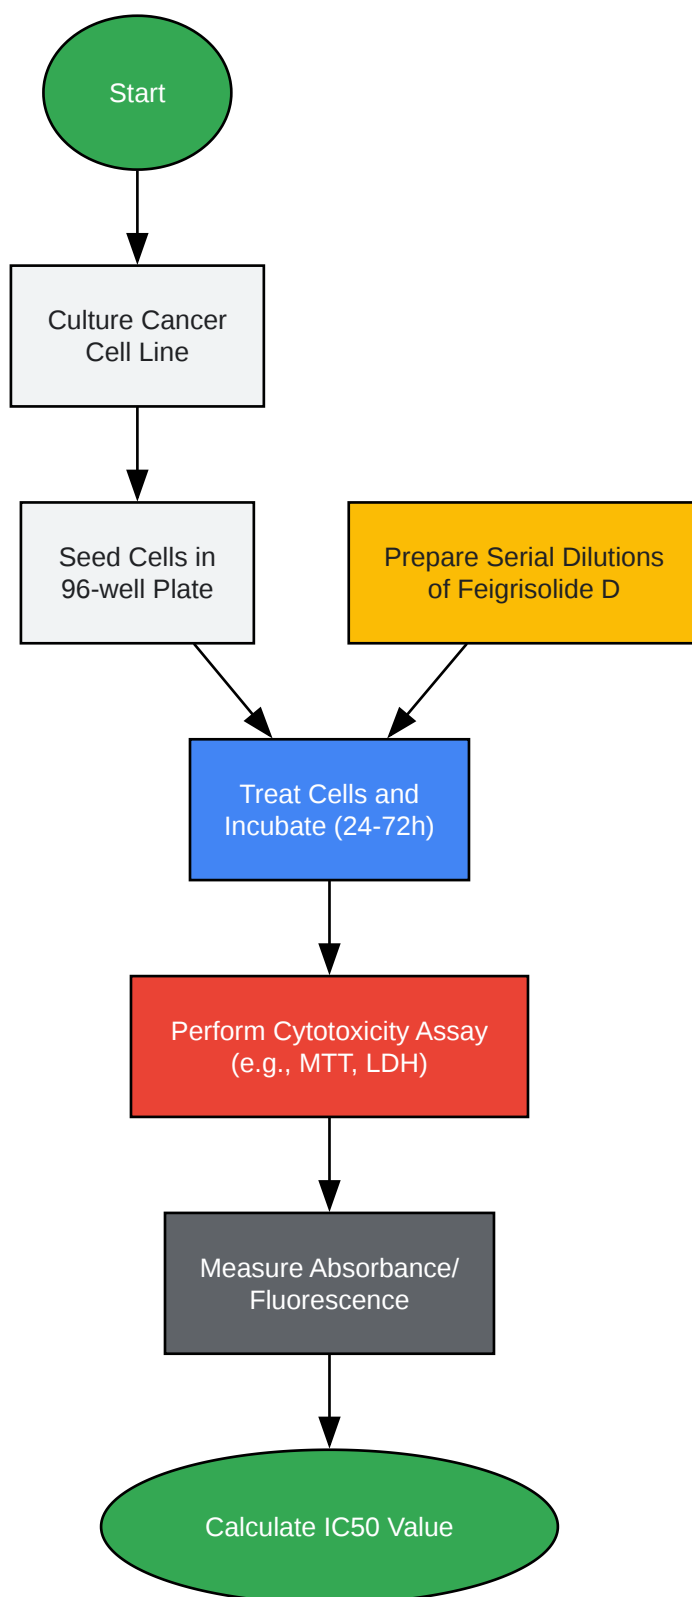 Start
Culture Cancer
Cell Line
Seed Cells in
96-well Plate
Prepare Serial Dilutions
of Feigrisolide D
Treat Cells and
Incubate (24-72h)
Perform Cytotoxicity Assay
(e.g., MTT, LDH)
Measure Absorbance/
Fluorescence
Calculate IC50 Value